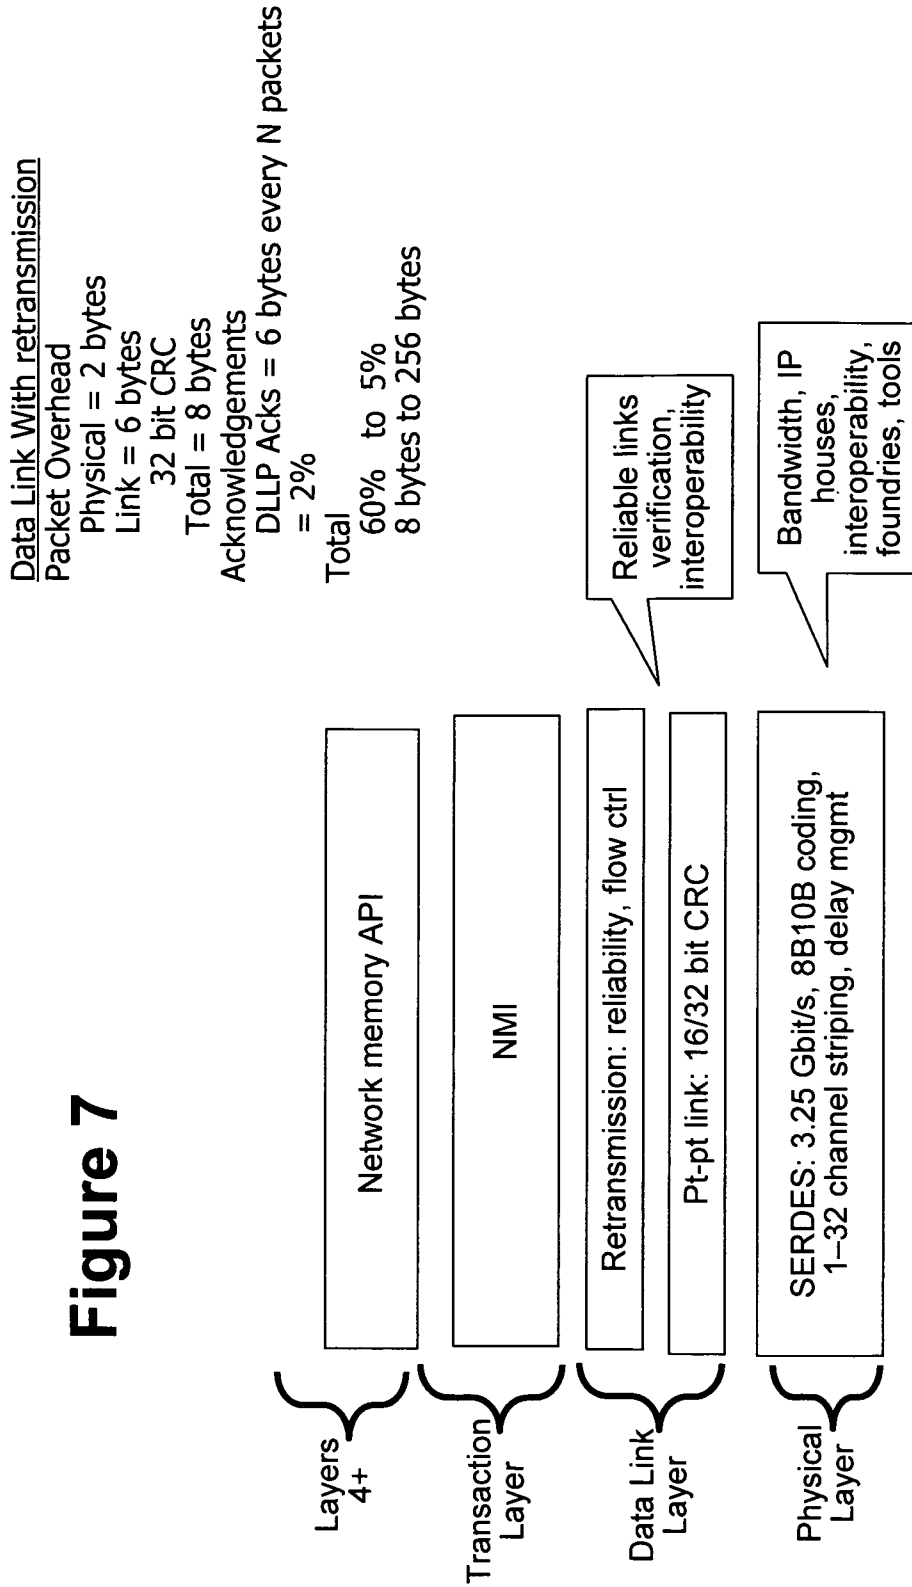 Figure 7
Data Link With retransmission
Packet Overhead
Physical = 2 bytes
Link = 6 bytes
32 bit CRC
Total = 8 bytes
Acknowledgements
DLLP Acks = 6 bytes every N packets
= 2%
Total
60% to 5%
8 bytes to 256 bytes
Layers
4+
Network memory API
Transaction
Layer
NMI
Data Link
Layer
Retransmission: reliability, flow ctrl
Pt-pt link: 16/32 bit CRC
Reliable links
verification,
interoperability
Physical
Layer
SERDES: 3.25 Gbit/s, 8B10B coding,
1–32 channel striping, delay mgmt
Bandwidth, IP
houses,
interoperability,
foundries, tools